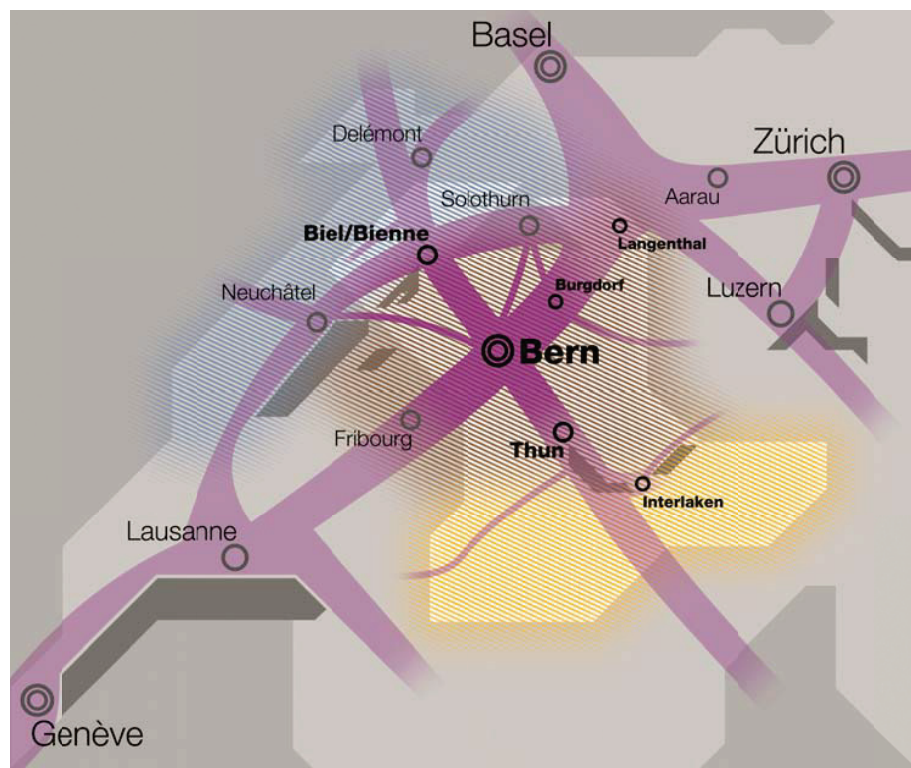 Basel
Delémont
Zürich
Solothurn
Aarau
Biel/Bienne
Langenthal
Neuchâtel
Burgdorf
Luzern
Bern
Fribourg
Thun
Interlaken
Lausanne
Genève